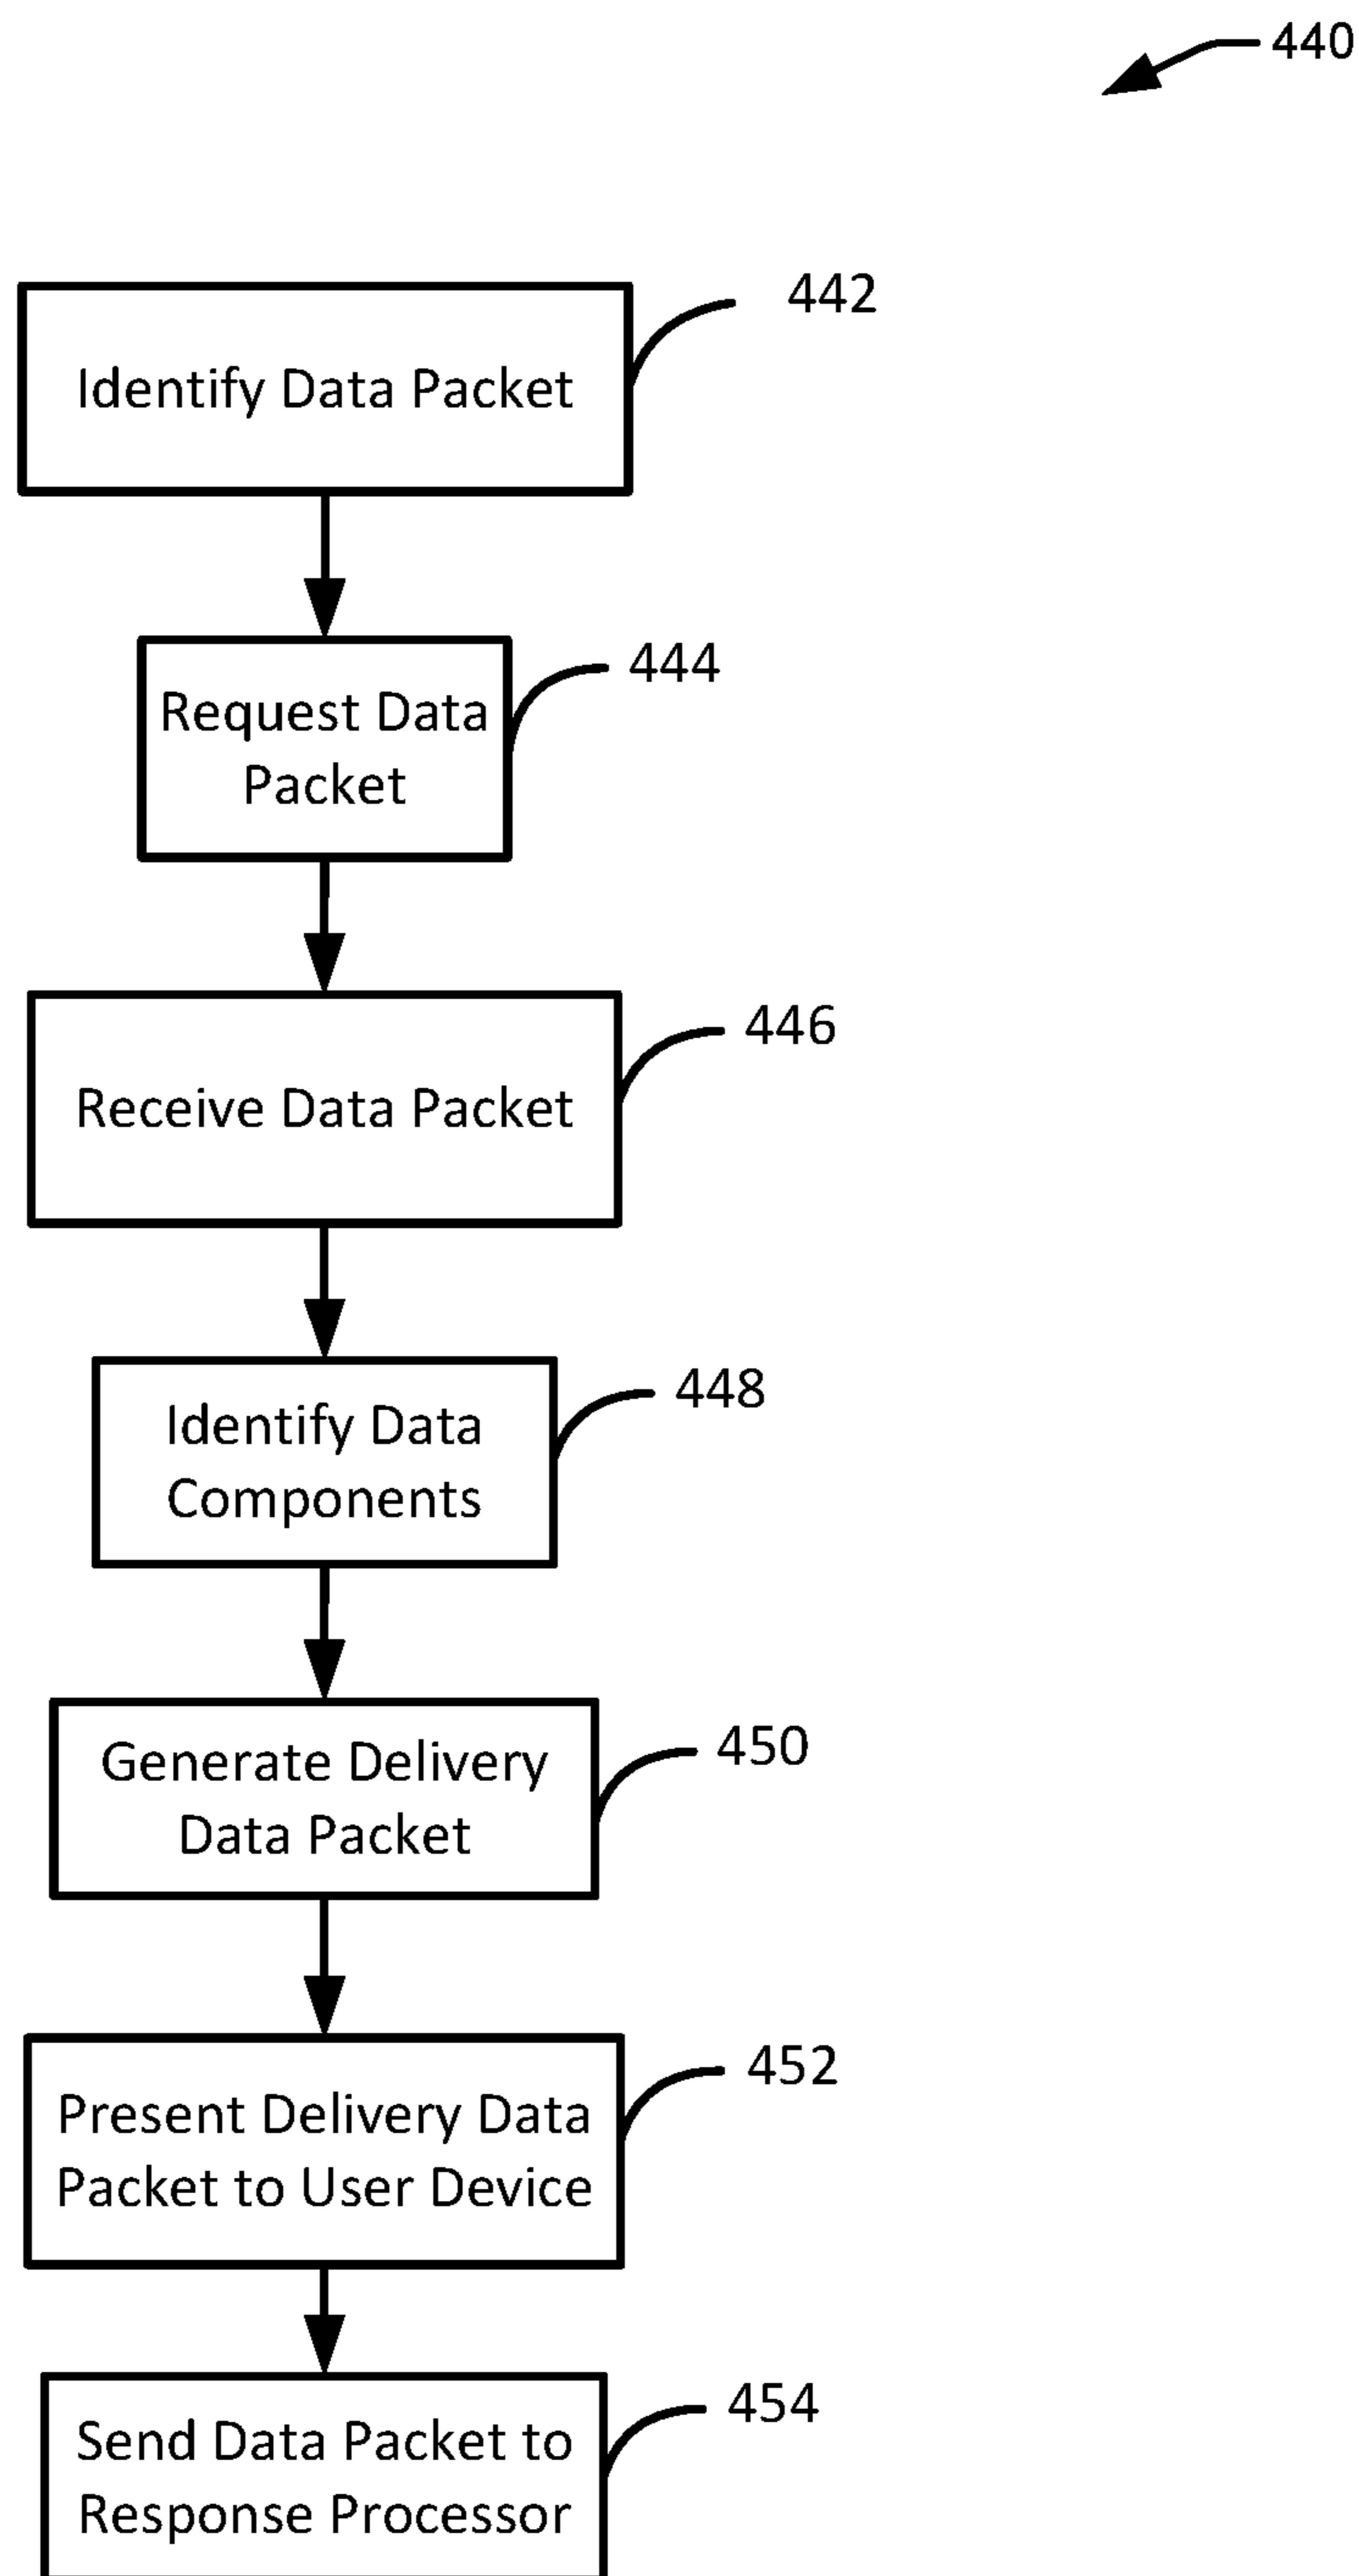 440
442
Identify Data Packet
444
Request Data
Packet
446
Receive Data Packet
448
Identify Data
Components
450
Generate Delivery
Data Packet
452
Present Delivery Data
Packet to User Device
454
Send Data Packet to
Response Processor